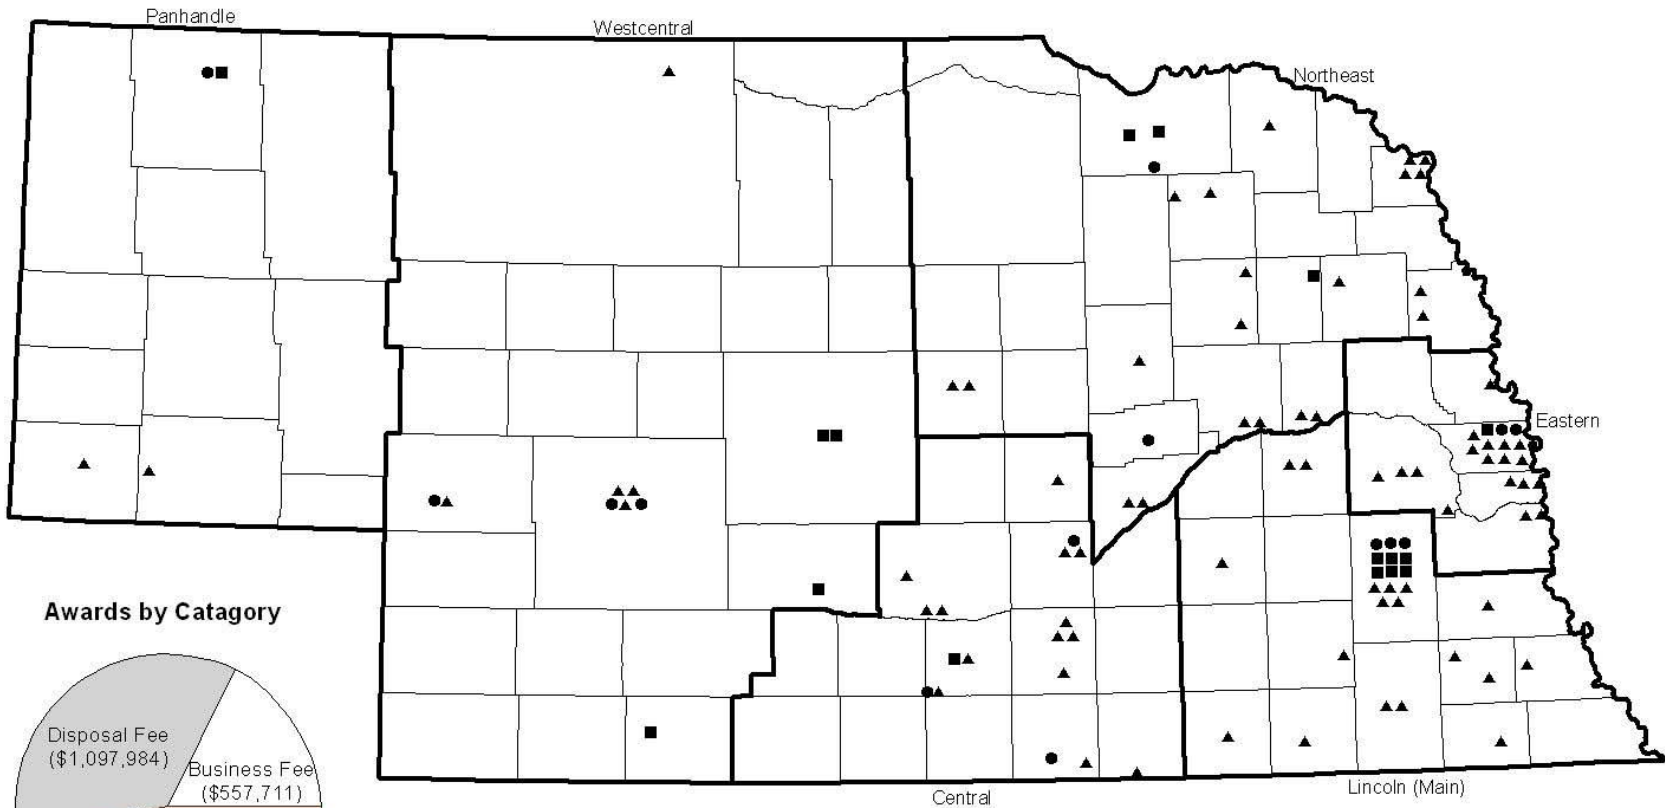 Panhandle
Westcentral
Northeast
Eastern
Awards by Catagory
Disposal Fee
($1,097,984)
Business Fee
($557,711)
Central
Lincoln (Main)